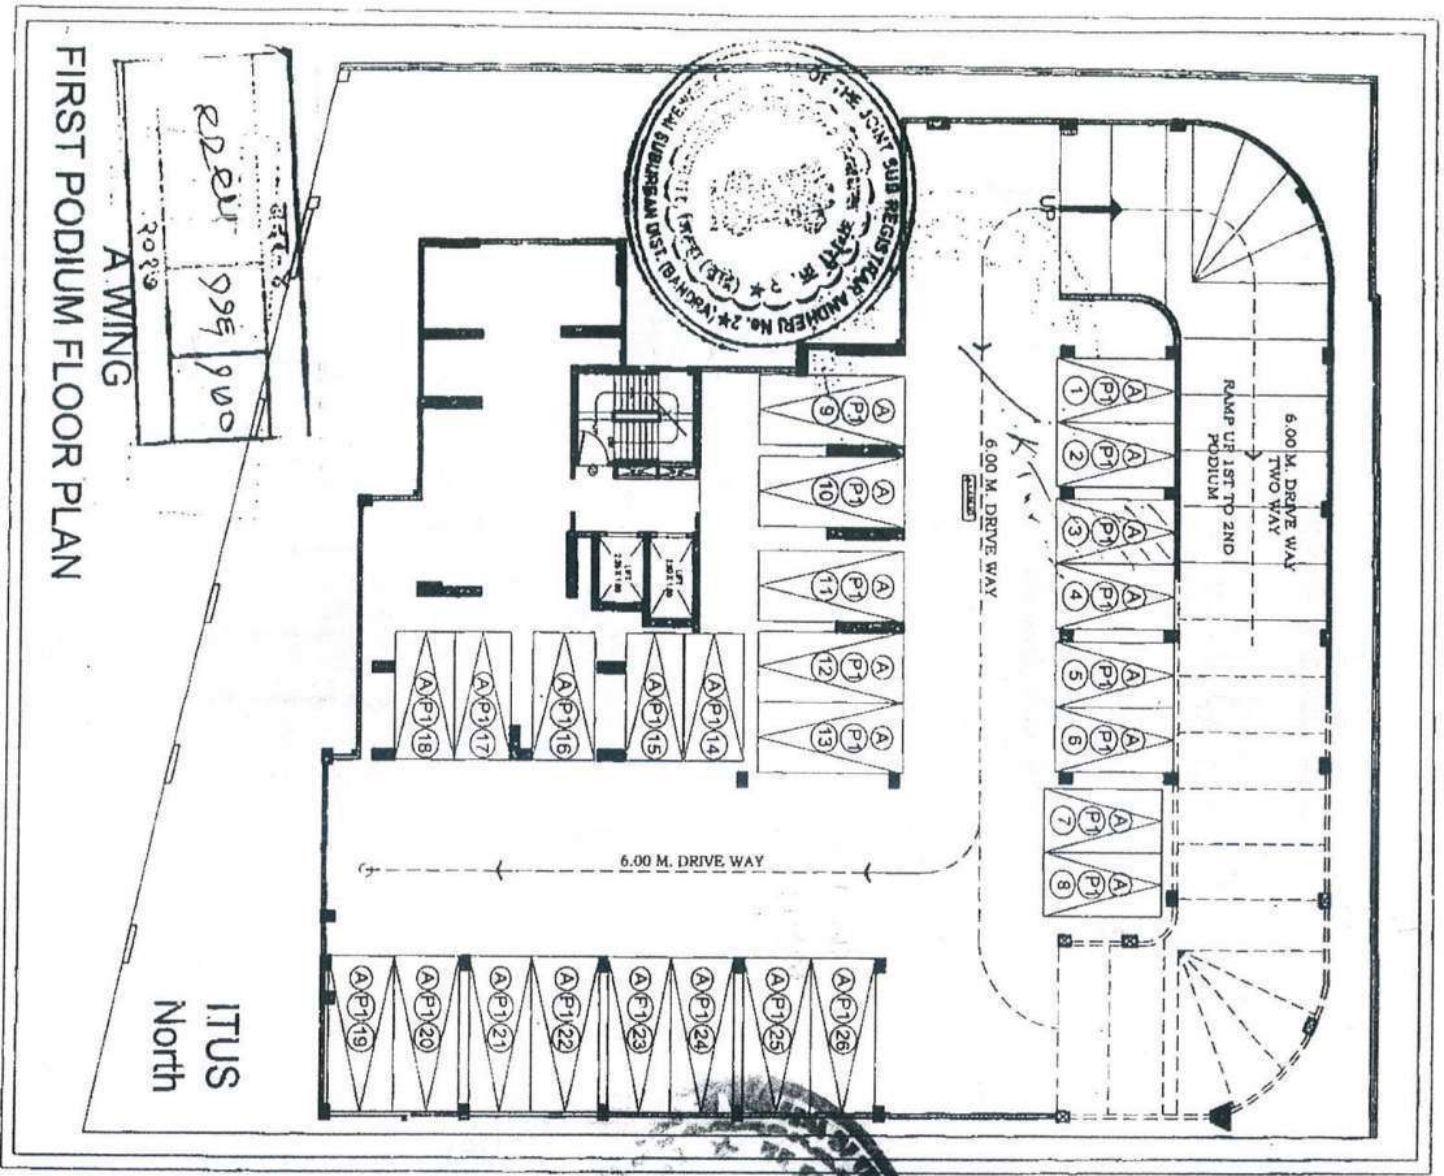 FIRST PODIUM FLOOR PLAN
A WING
ITUS
North
२०१७
OF THE JOINT SUB REGISTRAR ANDHERI No. 2
SUBURBAN DIST. (BANDRA)
UP
6.00 M. DRIVE WAY
TWO WAY
RAMP UP 1ST TO 2ND
PODIUM
6.00 M. DRIVE WAY
6.00 M. DRIVE WAY
LIFT
LIFT
A P1 1
A P1 2
A P1 3
A P1 4
A P1 5
A P1 6
A P1 7
A P1 8
A P1 9
A P1 10
A P1 11
A P1 12
A P1 13
A P1 14
A P1 15
A P1 16
A P1 17
A P1 18
A P1 19
A P1 20
A P1 21
A P1 22
A P1 23
A P1 24
A P1 25
A P1 26